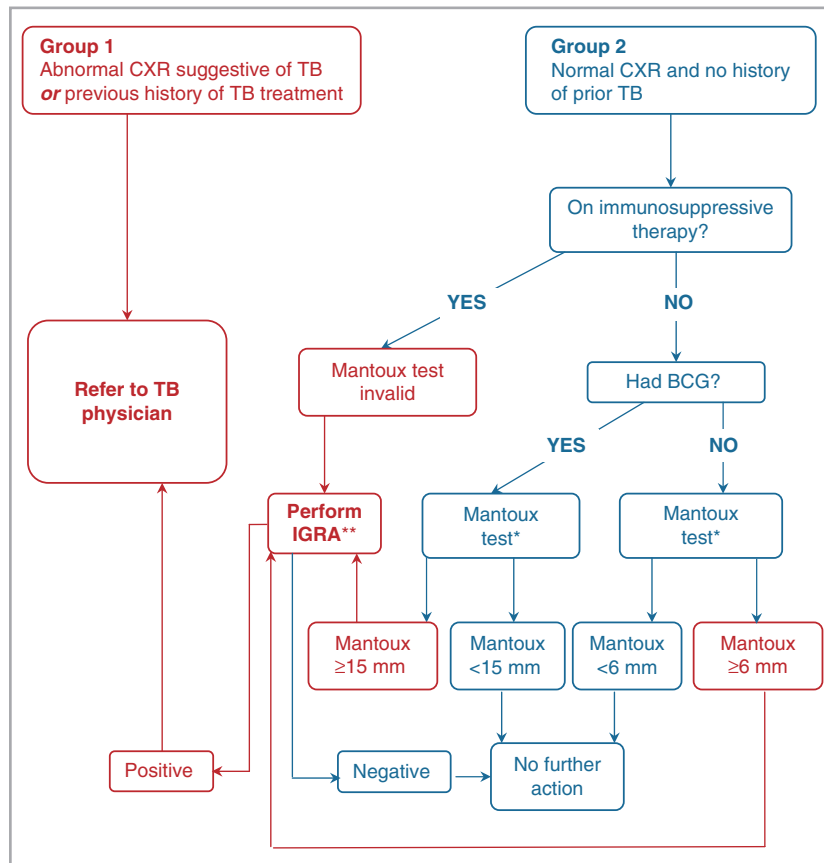 Group 1
Abnormal CXR suggestive of TB
or previous history of TB treatment
Group 2
Normal CXR and no history
of prior TB
On immunosuppressive
therapy?
YES
NO
Mantoux test
invalid
Had BCG?
Refer to TB
physician
YES
NO
Perform
IGRA**
Mantoux
test*
Mantoux
test*
Mantoux
≥15 mm
Mantoux
<15 mm
Mantoux
<6 mm
Mantoux
≥6 mm
Positive
Negative
No further
action